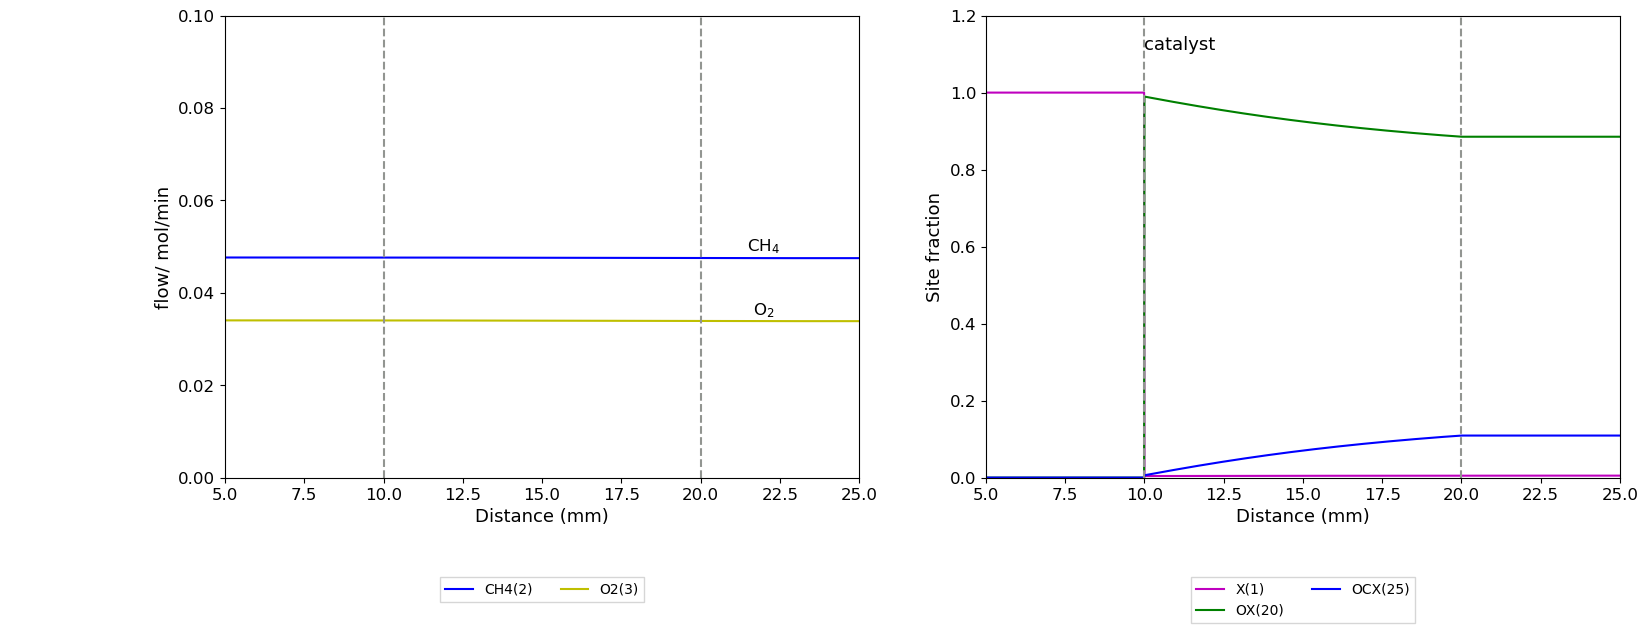 0.10
0.08
0.06
0.04
0.02
0.00
flow/ mol/min
CH₄
O₂
5.0 7.5 10.0 12.5 15.0 17.5 20.0 22.5 25.0
Distance (mm)
CH4(2) O2(3)
1.2
1.0
0.8
0.6
0.4
0.2
0.0
Site fraction
catalyst
5.0 7.5 10.0 12.5 15.0 17.5 20.0 22.5 25.0
Distance (mm)
X(1) OCX(25)
OX(20)